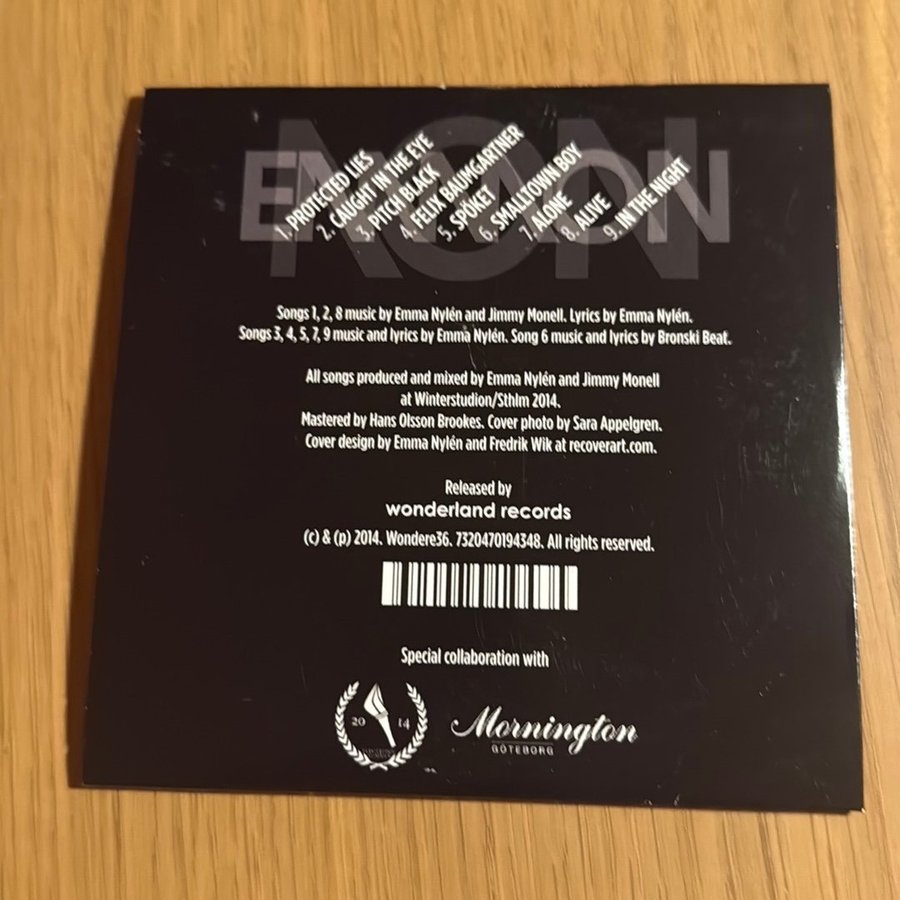 EMMON
NEON
1. PROTECTED LIES
2. CAUGHT IN THE EYE
3. PITCH BLACK
4. FELIX BAUMGARTNER
5. SPÖKET
6. SMALLTOWN BOY
7. ALONE
8. ALIVE
9. IN THE NIGHT
Songs 1, 2, 8 music by Emma Nylén and Jimmy Monell. Lyrics by Emma Nylén.
Songs 3, 4, 5, 7, 9 music and lyrics by Emma Nylén. Song 6 music and lyrics by Bronski Beat.
All songs produced and mixed by Emma Nylén and Jimmy Monell
at Winterstudion/Sthlm 2014.
Mastered by Hans Olsson Brookes. Cover photo by Sara Appelgren.
Cover design by Emma Nylén and Fredrik Wik at recoverart.com.
Released by
wonderland records
(c) & (p) 2014. Wondere36. 7320470194348. All rights reserved.
Special collaboration with
20 14
Mornington
GÖTEBORG